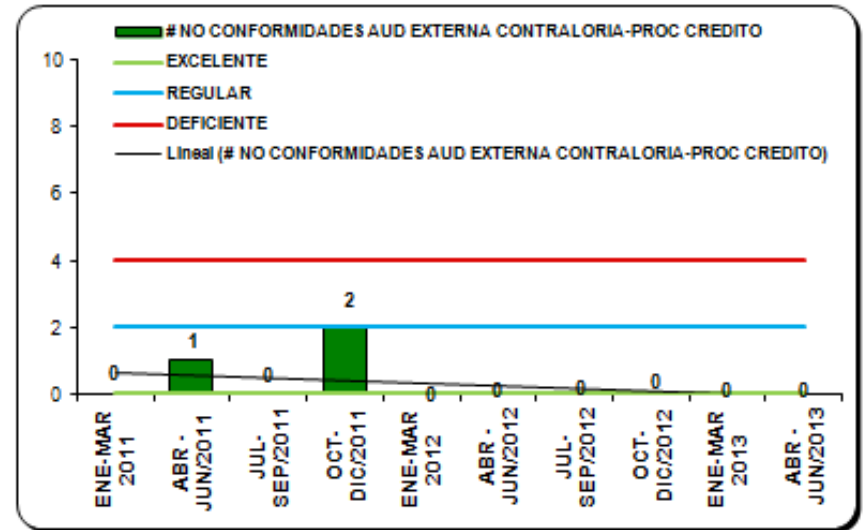 # NO CONFORMIDADES AUD EXTERNA CONTRALORIA-PROC CREDITO
EXCELENTE
REGULAR
DEFICIENTE
Lineal (# NO CONFORMIDADES AUD EXTERNA CONTRALORIA-PROC CREDITO)
10
8
6
4
2
0
0
1
0
2
0
0
0
0
0
0
ENE-MAR
2011
ABR -
JUN/2011
JUL-
SEP/2011
OCT-
DIC/2011
ENE-MAR
2012
ABR -
JUN/2012
JUL-
SEP/2012
OCT-
DIC/2012
ENE-MAR
2013
ABR -
JUN/2013